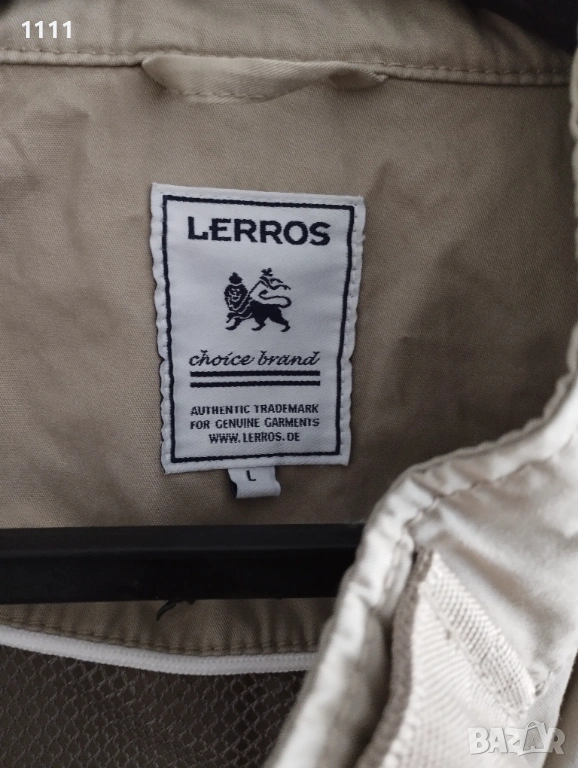 1111
LERROS
choice brand
AUTHENTIC TRADEMARK
FOR GENUINE GARMENTS
WWW.LERROS.DE
L
BAZAR